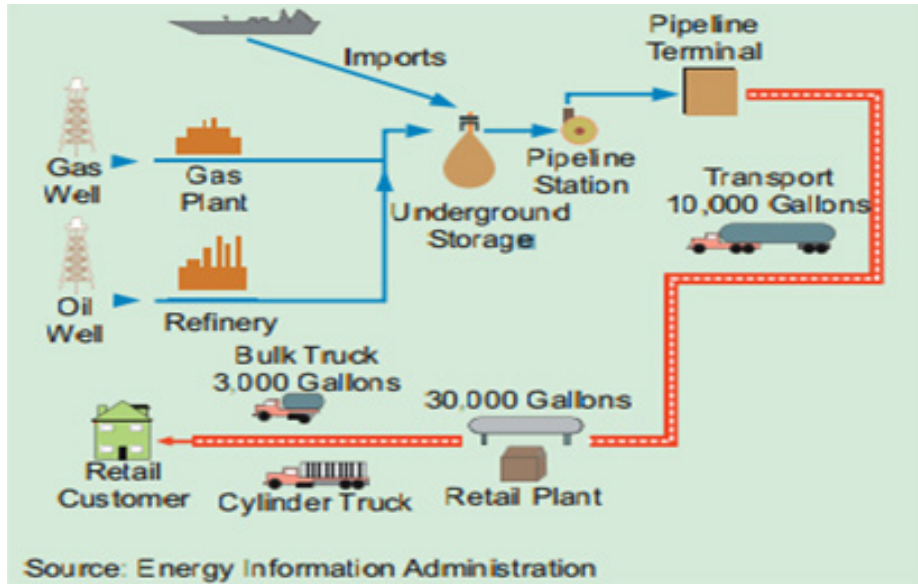 Imports
Pipeline
Terminal
Gas
Well
Gas
Plant
Underground
Storage
Pipeline
Station
Transport
10,000 Gallons
Oil
Well
Refinery
Bulk Truck
3,000 Gallons
30,000 Gallons
Retail
Customer
Cylinder Truck
Retail Plant
Source: Energy Information Administration